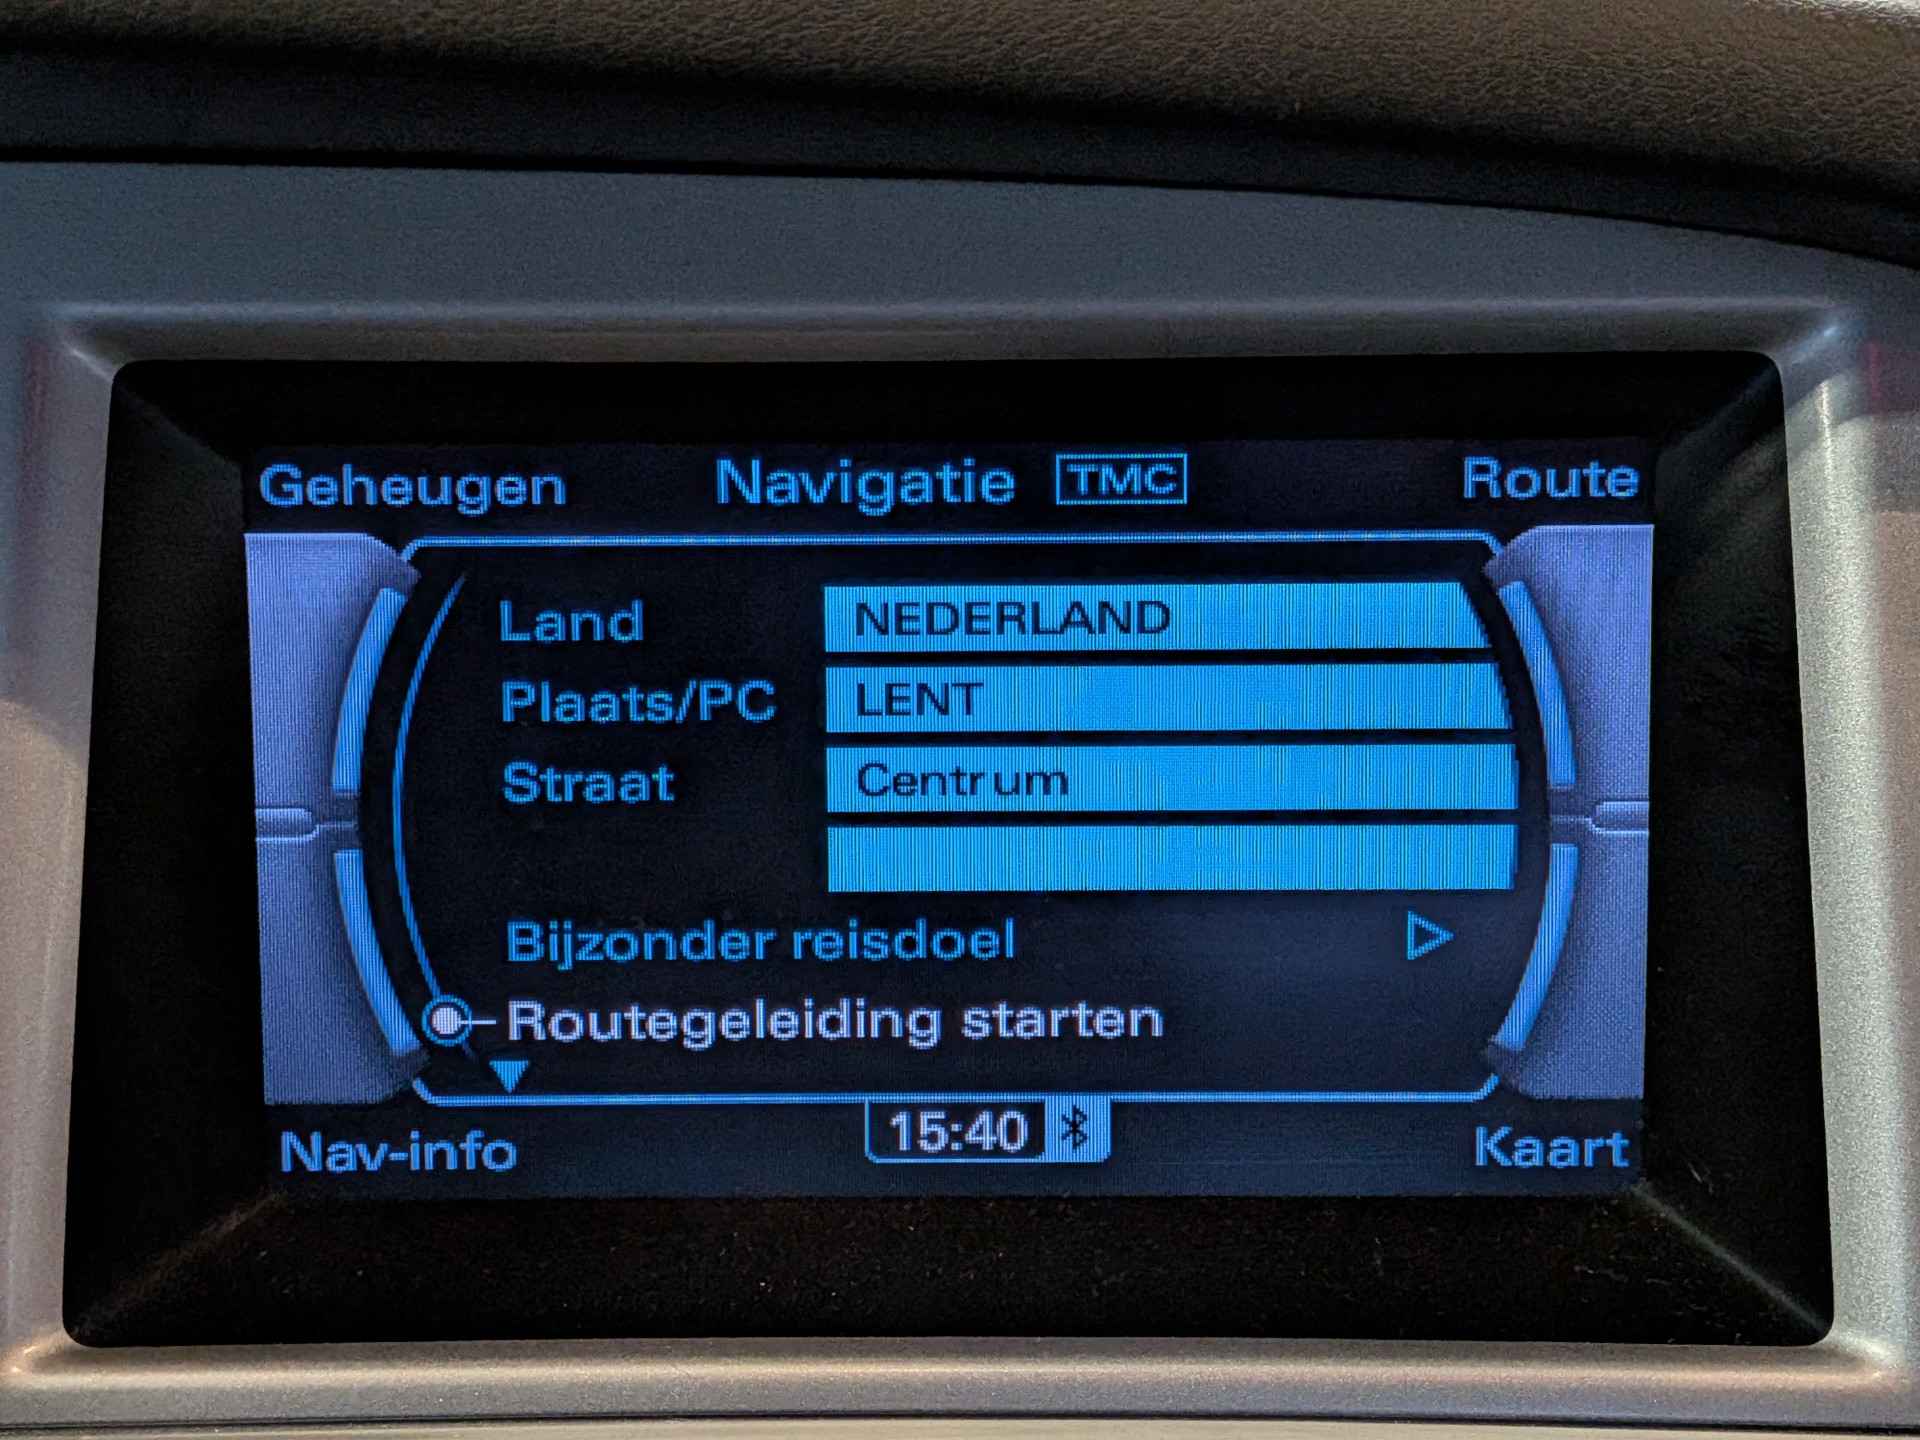 Geheugen Navigatie TMC Route
Land NEDERLAND
Plaats/PC LENT
Straat Centrum
Bijzonder reisdoel
Routegeleiding starten
Nav-info 15:40 Kaart